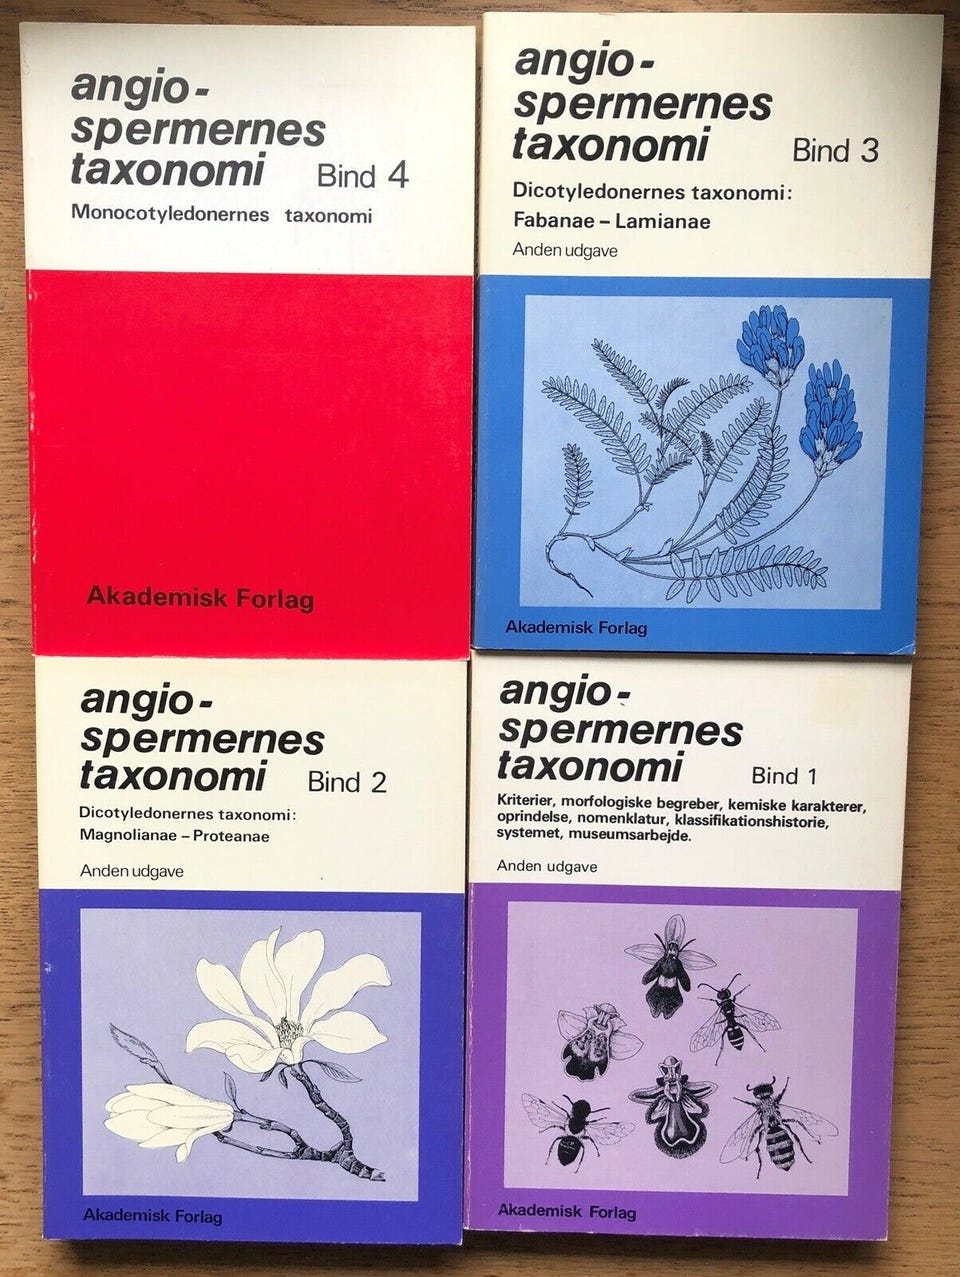 angio-
spermernes
taxonomi Bind 4
Monocotyledonernes taxonomi
Akademisk Forlag
angio-
spermernes
taxonomi Bind 3
Dicotyledonernes taxonomi:
Fabanae – Lamianae
Anden udgave
Akademisk Forlag
angio-
spermernes
taxonomi Bind 2
Dicotyledonernes taxonomi:
Magnolianae – Proteanae
Anden udgave
Akademisk Forlag
angio-
spermernes
taxonomi Bind 1
Kriterier, morfologiske begreber, kemiske karakterer,
oprindelse, nomenklatur, klassifikationshistorie,
systemet, museumsarbejde.
Anden udgave
Akademisk Forlag